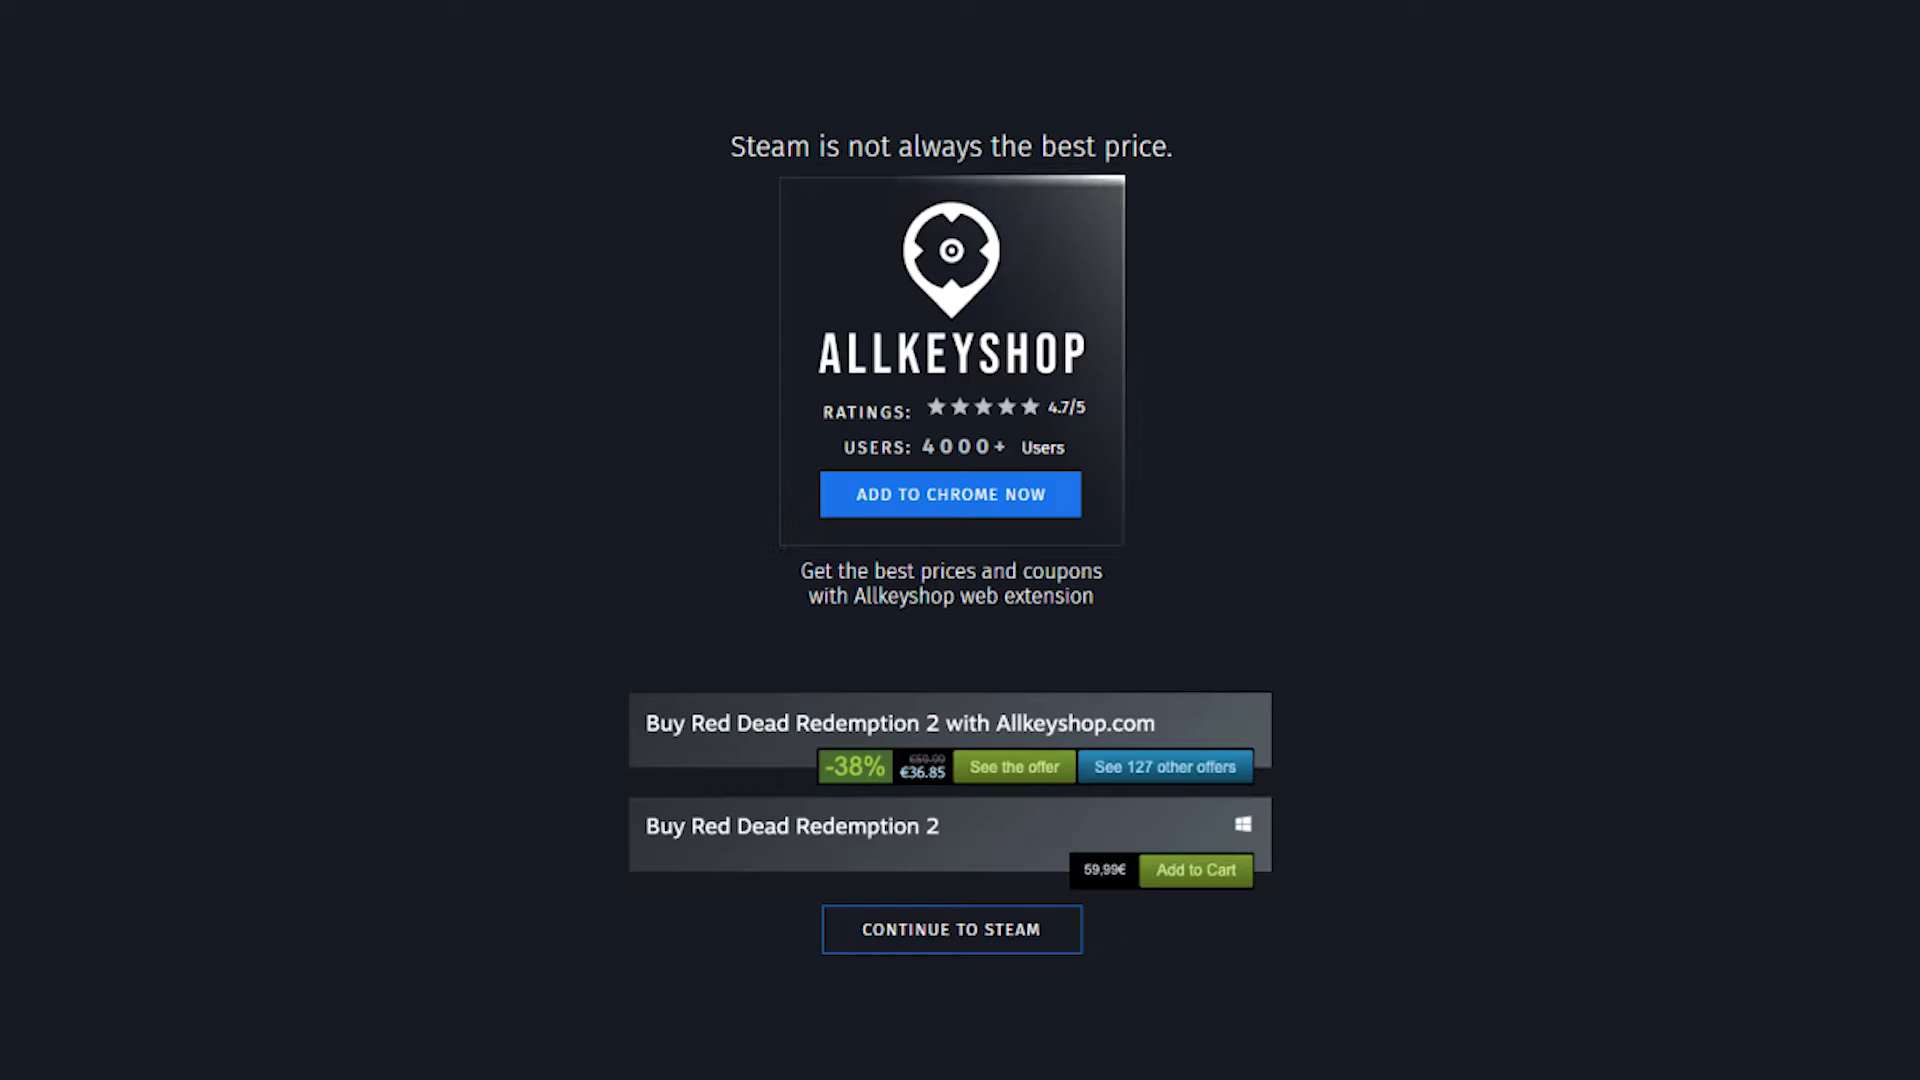 Steam is not always the best price.
ALLKEYSHOP
RATINGS: ★★★★★ 4.7/5
USERS: 4000+ Users
ADD TO CHROME NOW
Get the best prices and coupons
with Allkeyshop web extension
Buy Red Dead Redemption 2 with Allkeyshop.com
-38% €59.99 €36.85 See the offer See 127 other offers
Buy Red Dead Redemption 2
59,99€ Add to Cart
CONTINUE TO STEAM